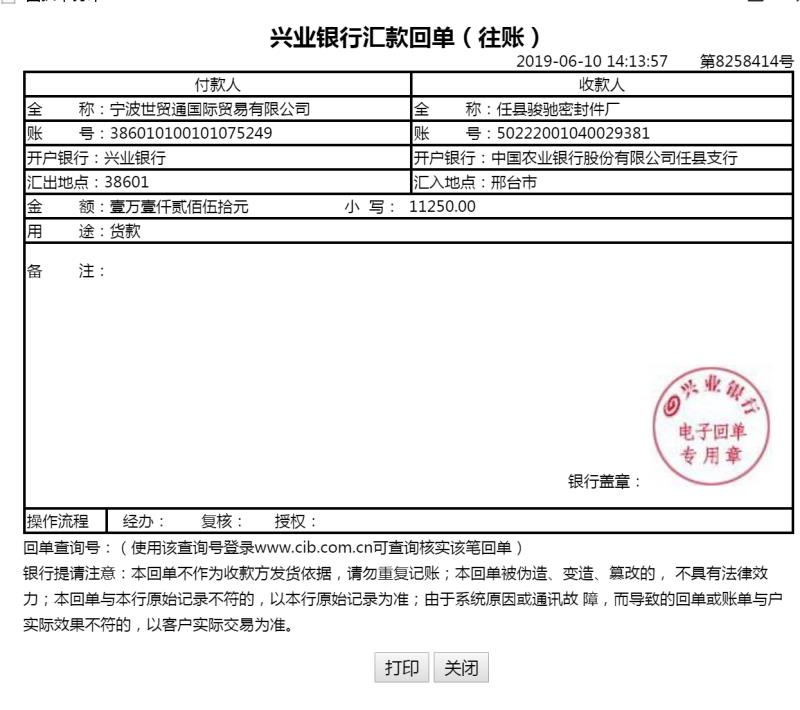 兴业银行汇款回单（往账）
2019-06-10 14:13:57 第8258414号
付款人 收款人
全 称：宁波世贸通国际贸易有限公司 全 称：任县骏驰密封件厂
账 号：386010100101075249 账 号：50222001040029381
开户银行：兴业银行 开户银行：中国农业银行股份有限公司任县支行
汇出地点：38601 汇入地点：邢台市
金 额：壹万壹仟贰佰伍拾元 小 写： 11250.00
用 途：货款
备 注：
兴业银行
电子回单
专用章
银行盖章：
操作流程 经办： 复核： 授权：
回单查询号：（使用该查询号登录www.cib.com.cn可查询核实该笔回单）
银行提请注意：本回单不作为收款方发货依据，请勿重复记账；本回单被伪造、变造、篡改的， 不具有法律效
力；本回单与本行原始记录不符的，以本行原始记录为准；由于系统原因或通讯故 障，而导致的回单或账单与户
实际效果不符的，以客户实际交易为准。
打印 关闭